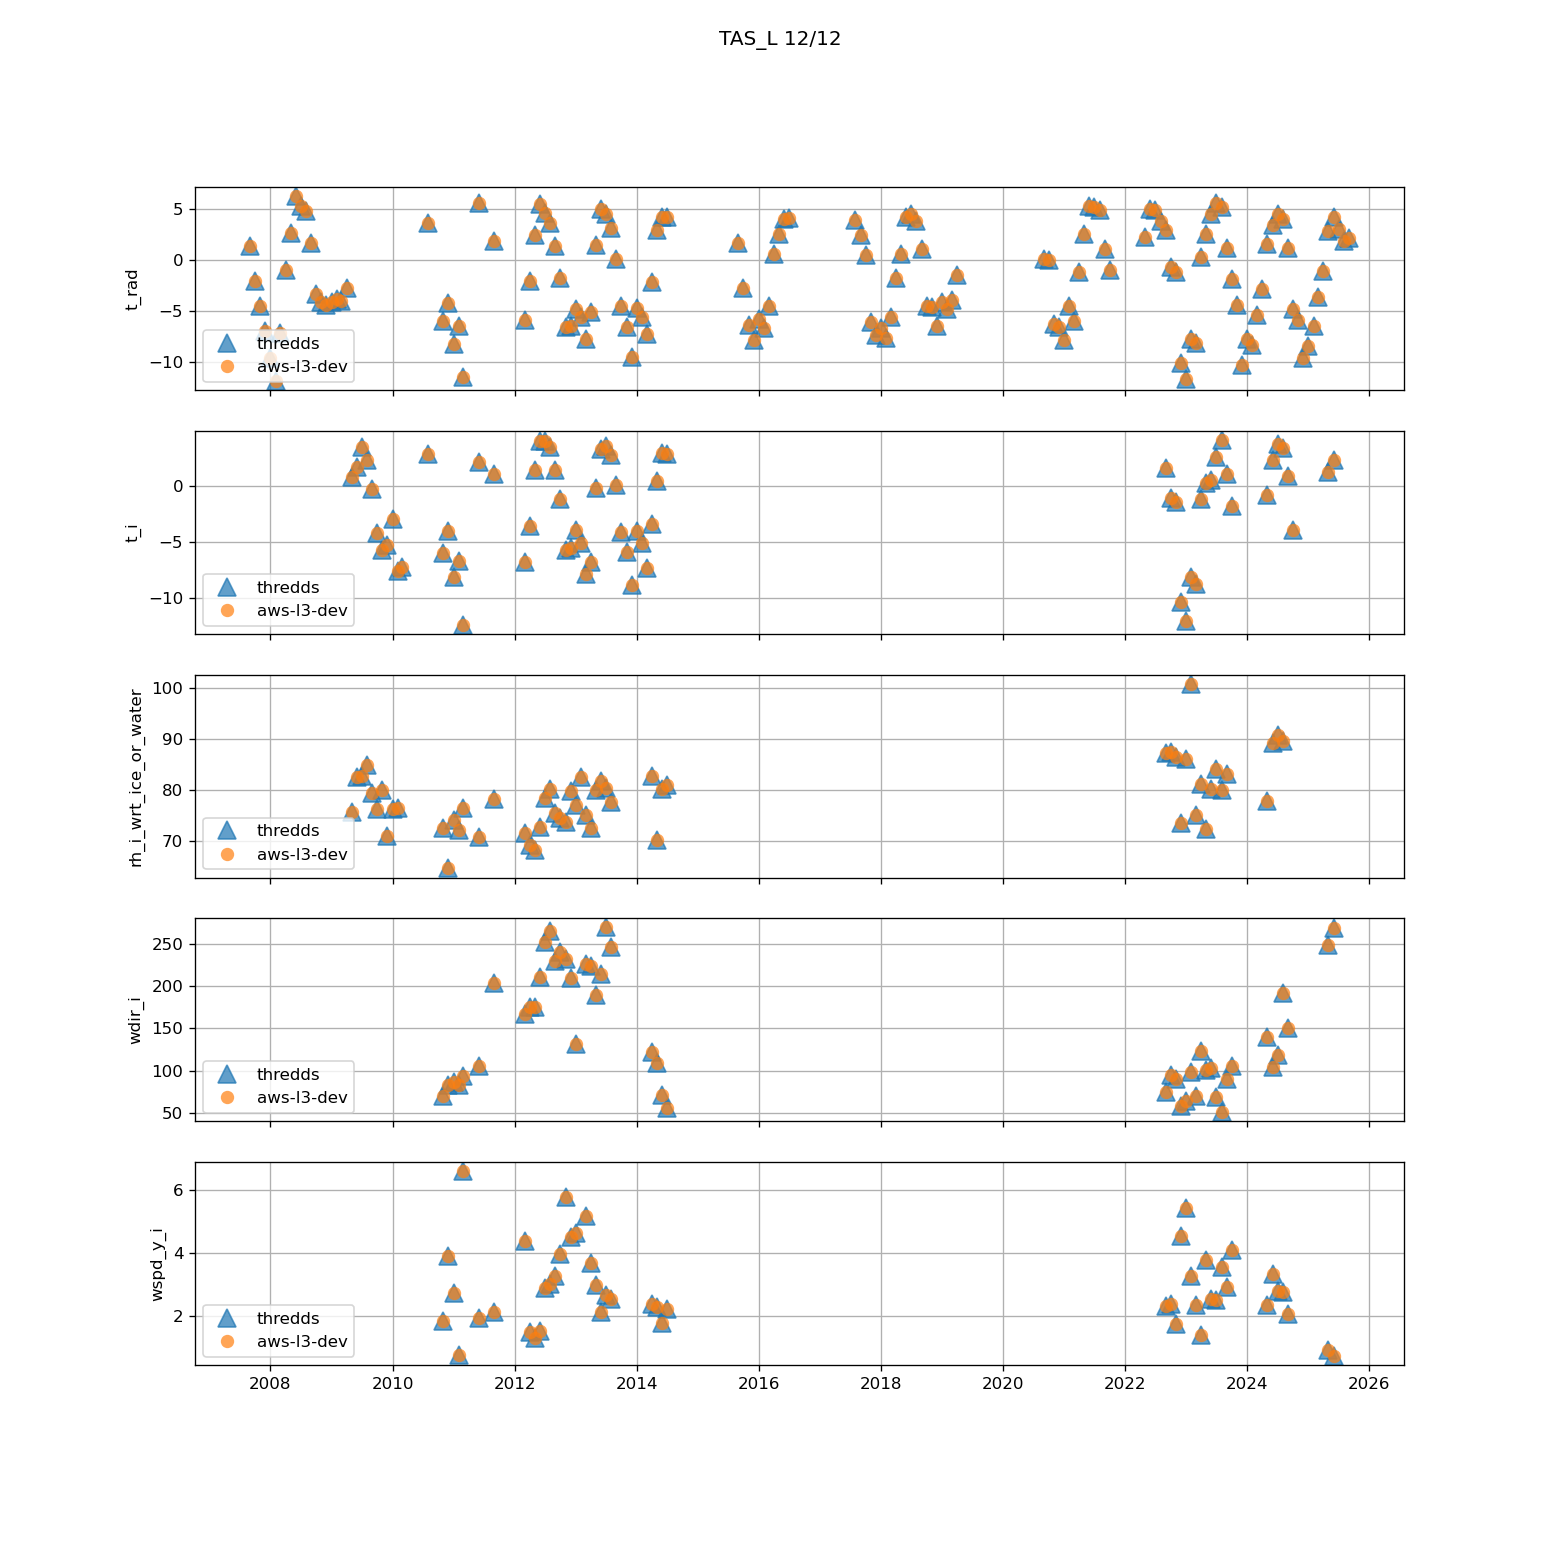 TAS_L 12/12
5
0
−5
−10
t_rad
thredds
aws-l3-dev
0
−5
−10
t_i
thredds
aws-l3-dev
100
90
80
70
rh_i_wrt_ice_or_water
thredds
aws-l3-dev
250
200
150
100
50
wdir_i
thredds
aws-l3-dev
6
4
2
wspd_y_i
thredds
aws-l3-dev
2008 2010 2012 2014 2016 2018 2020 2022 2024 2026